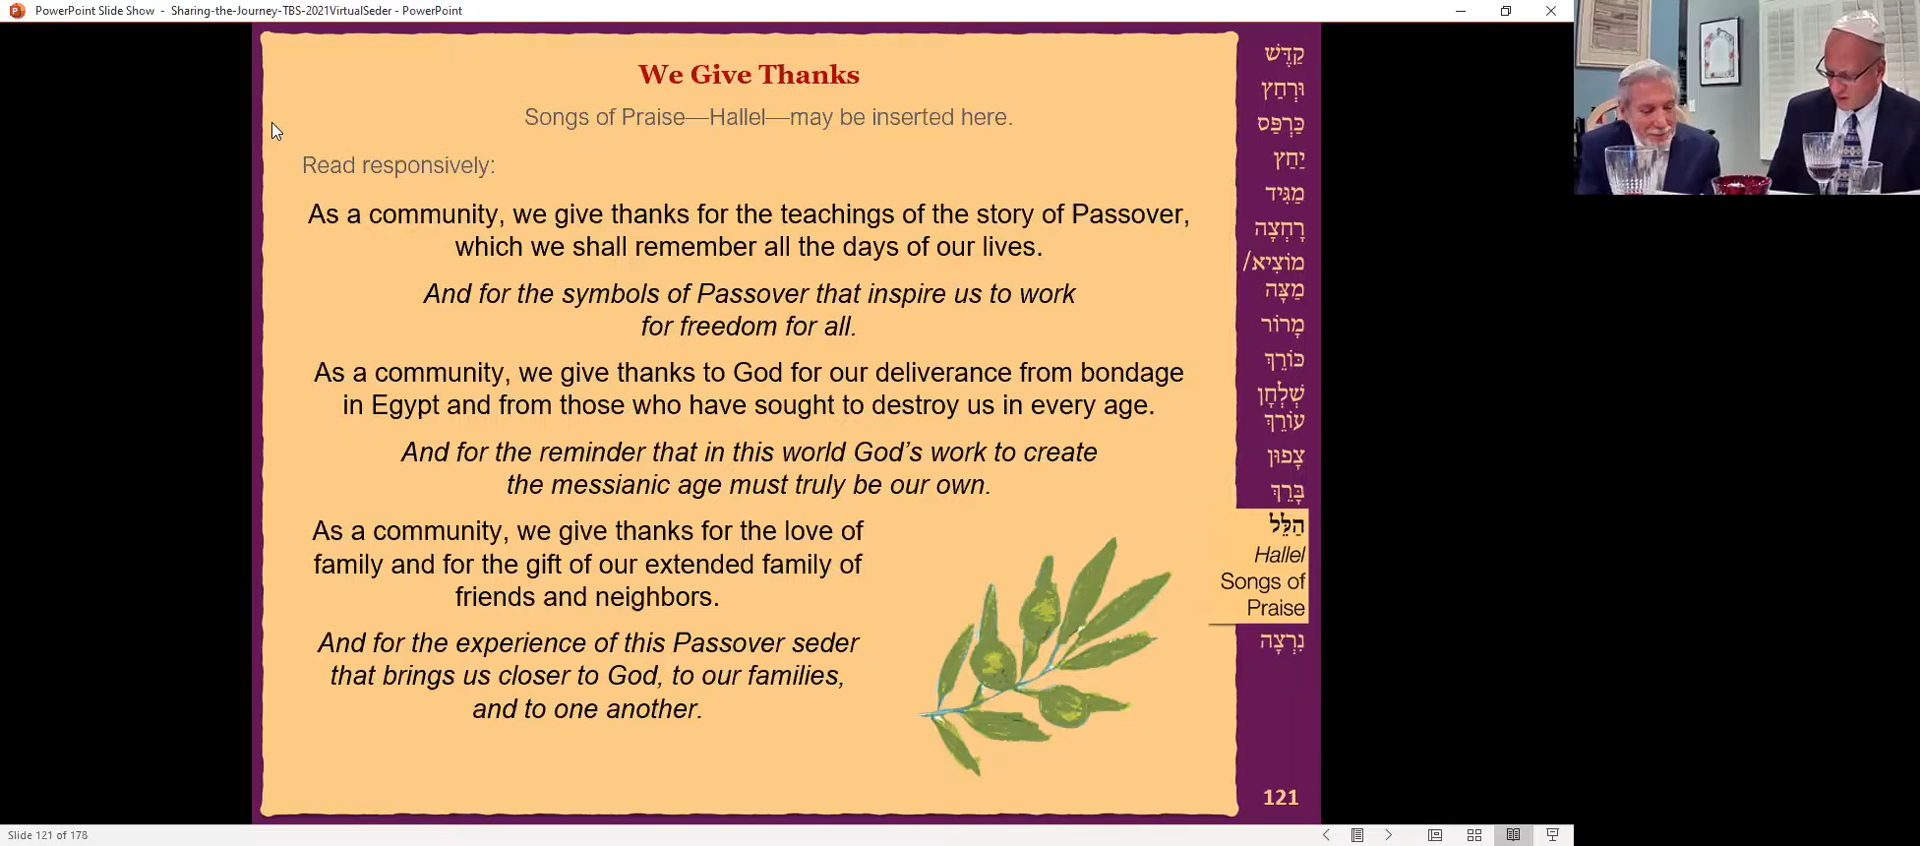 PowerPoint Slide Show - Sharing-the-Journey-TBS-2021VirtualSeder - PowerPoint
We Give Thanks
Songs of Praise—Hallel—may be inserted here.
Read responsively:
As a community, we give thanks for the teachings of the story of Passover,
which we shall remember all the days of our lives.
And for the symbols of Passover that inspire us to work
for freedom for all.
As a community, we give thanks to God for our deliverance from bondage
in Egypt and from those who have sought to destroy us in every age.
And for the reminder that in this world God’s work to create
the messianic age must truly be our own.
As a community, we give thanks for the love of
family and for the gift of our extended family of
friends and neighbors.
And for the experience of this Passover seder
that brings us closer to God, to our families,
and to one another.
קַדֵּשׁ
וּרְחַץ
כַּרְפַּס
יַחַץ
מַגִּיד
רָחְצָה
מוֹצִיא/
מַצָּה
מָרוֹר
כּוֹרֵךְ
שֻׁלְחָן
עוֹרֵךְ
צָפוּן
בָּרֵךְ
הַלֵּל
Hallel
Songs of
Praise
נִרְצָה
121
Slide 121 of 178